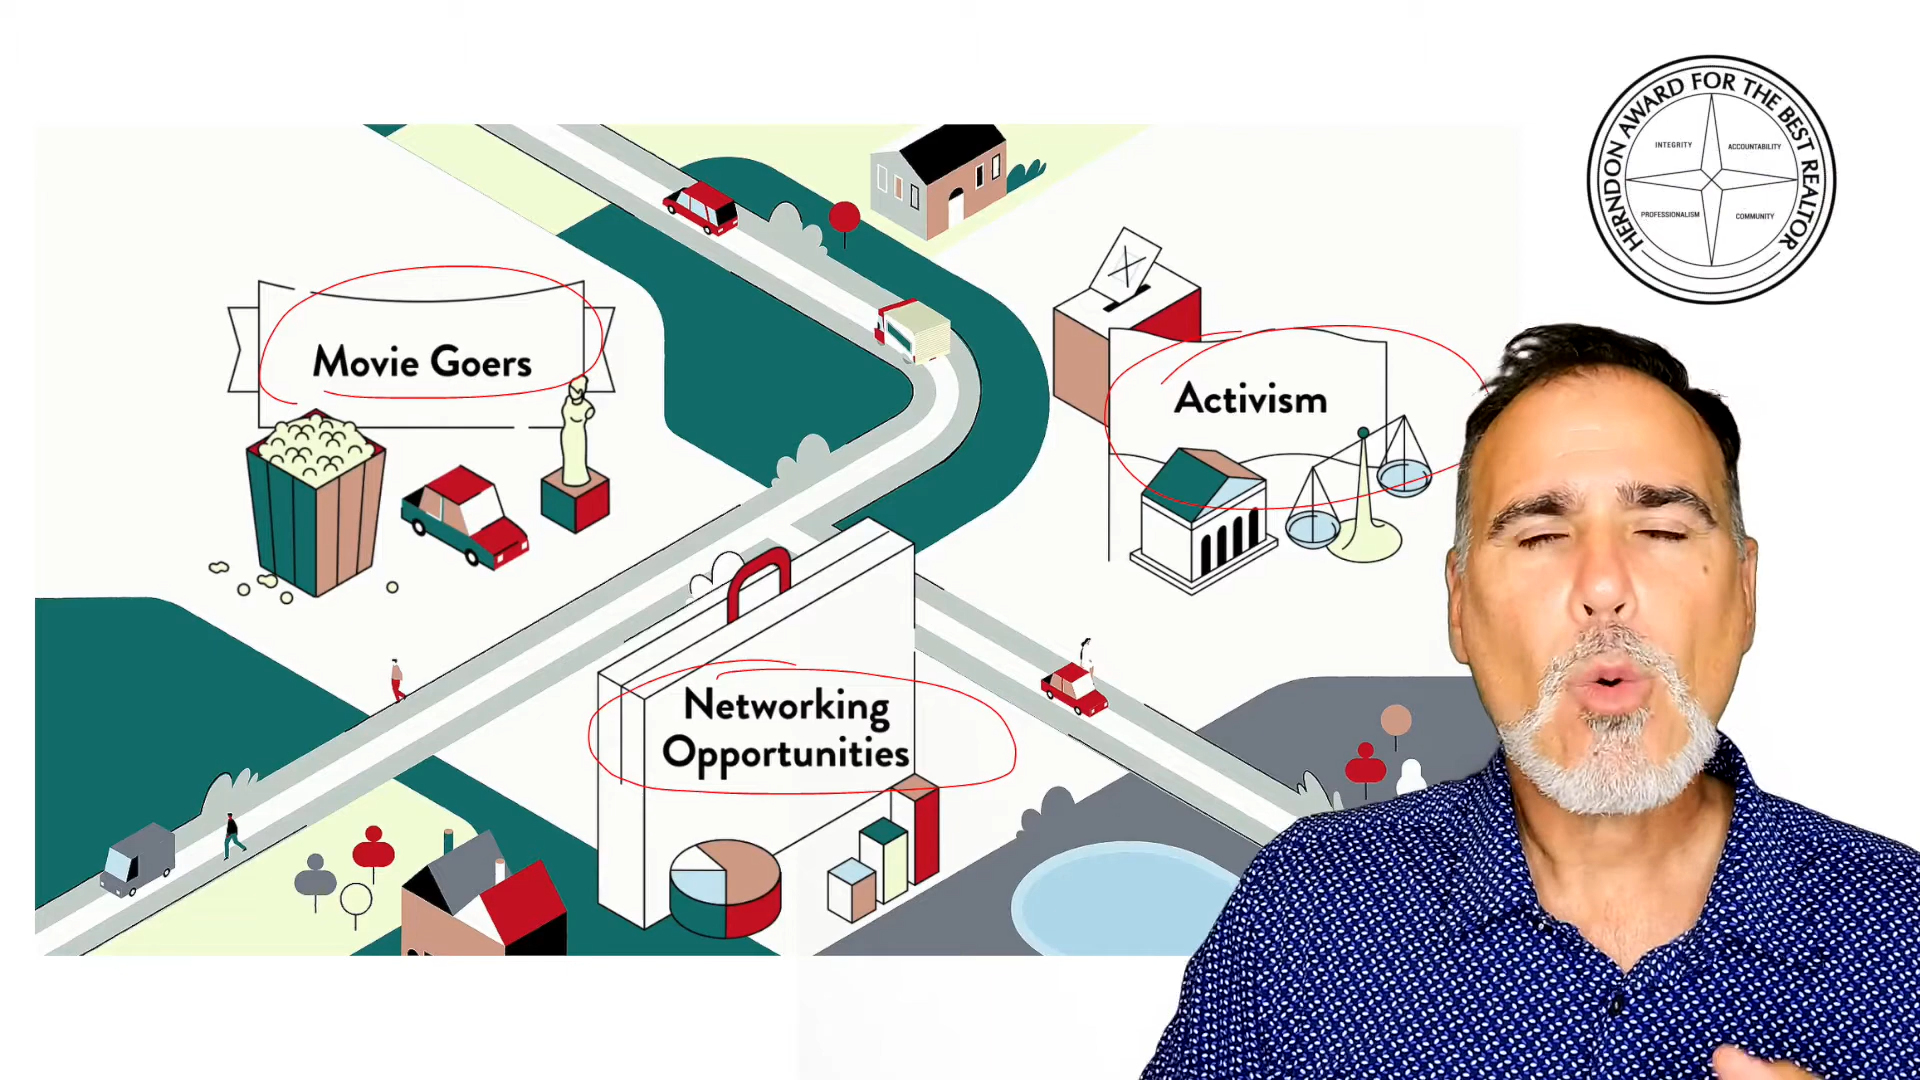 HERNDON AWARD FOR THE BEST REALTOR
INTEGRITY
ACCOUNTABILITY
PROFESSIONALISM
COMMUNITY
Movie Goers
Activism
Networking
Opportunities